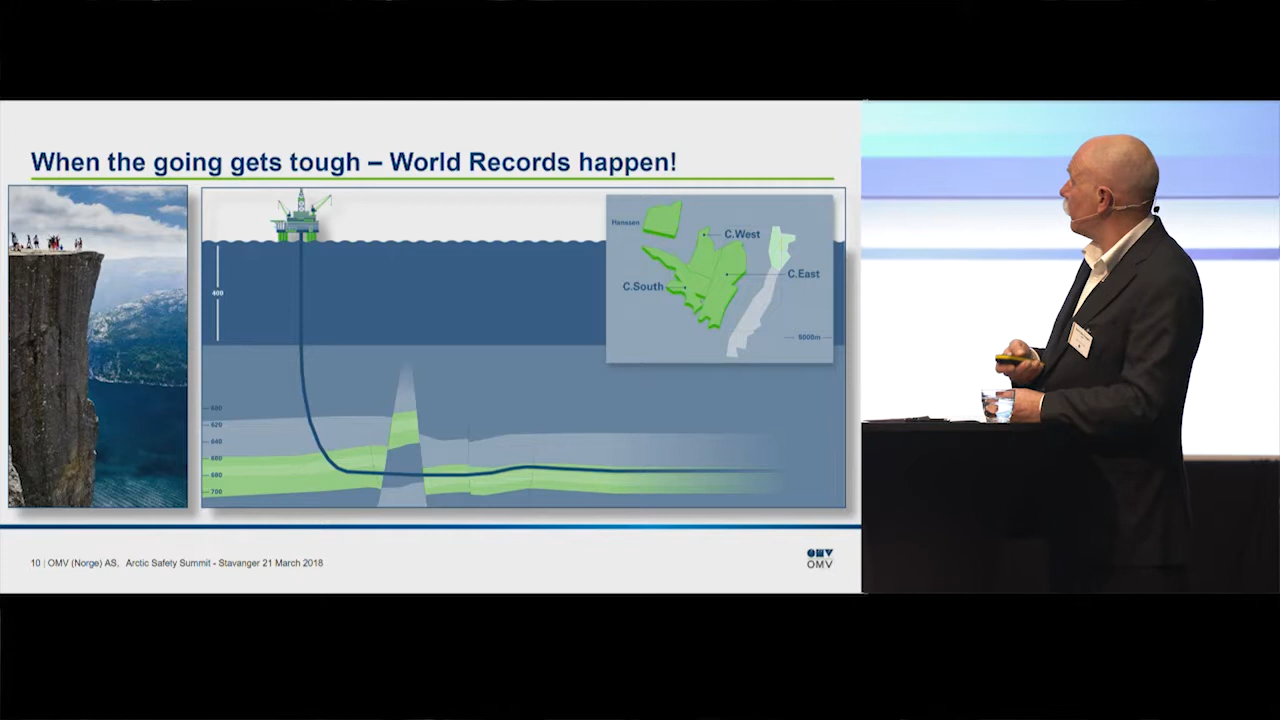 When the going gets tough – World Records happen!
Hanssen
C.West
C.East
C.South
5000m
400
600
620
640
660
680
700
10 | OMV (Norge) AS, Arctic Safety Summit - Stavanger 21 March 2018
OMV
OMV